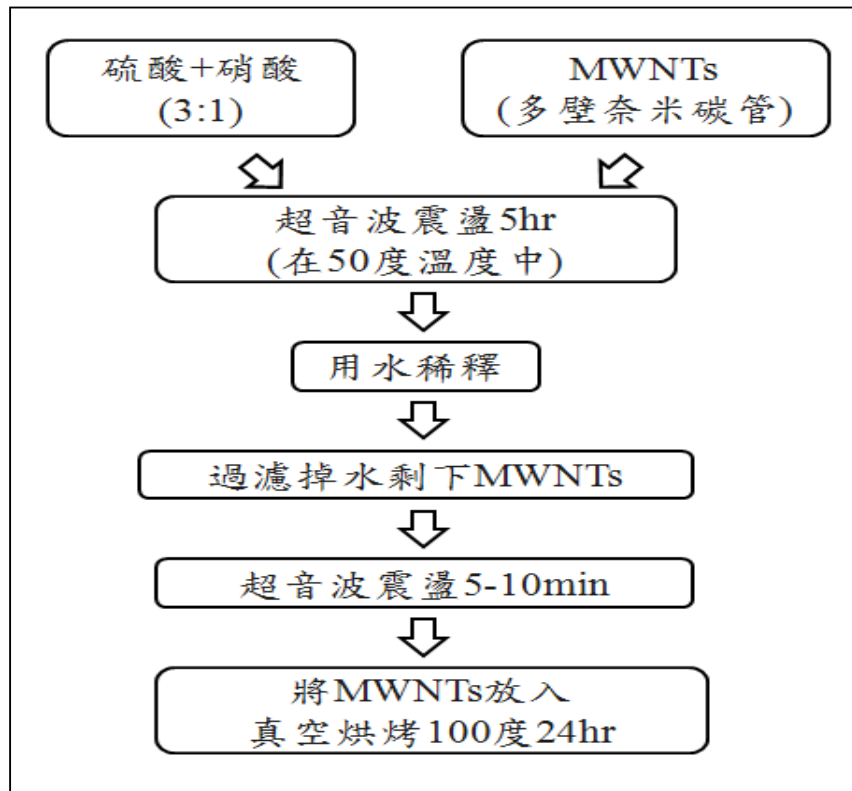 硫酸+硝酸
(3:1)
MWNTs
(多壁奈米碳管)
超音波震盪5hr
(在50度溫度中)
用水稀釋
過濾掉水剩下MWNTs
超音波震盪5-10min
將MWNTs放入
真空烘烤100度24hr